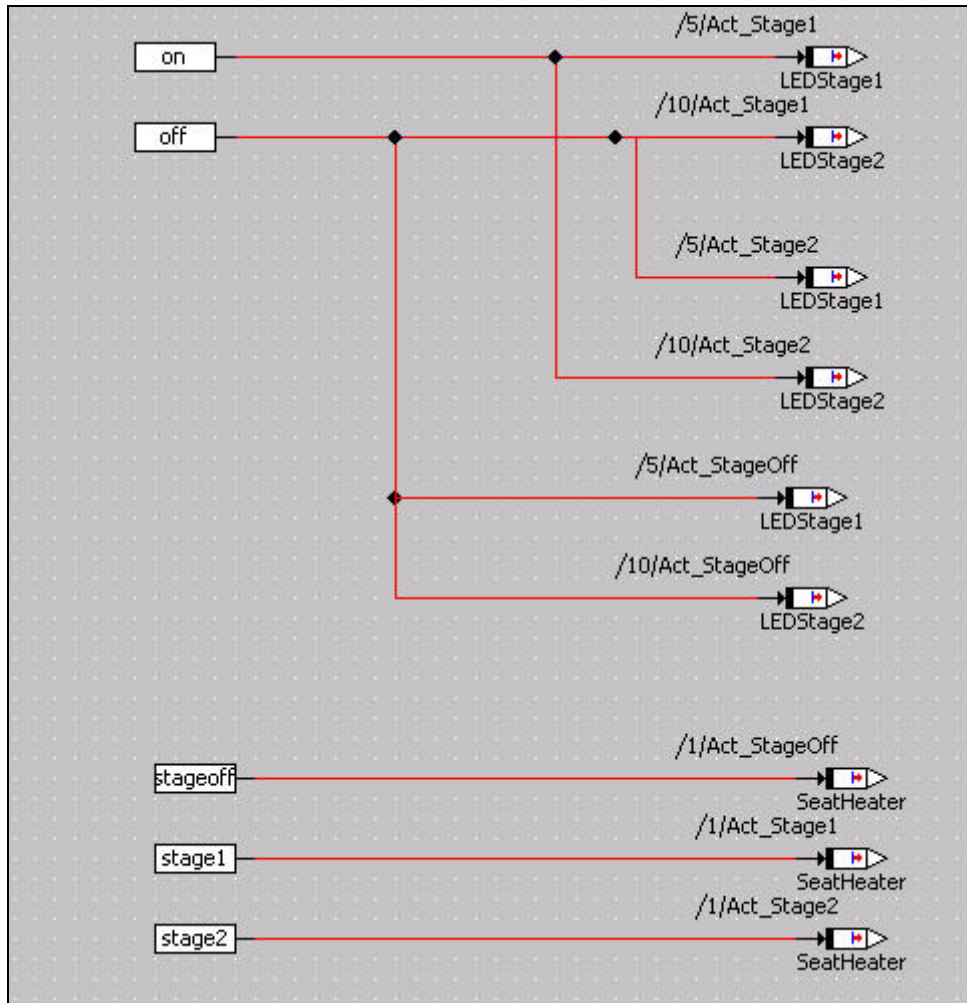 /5/Act_Stage1
on
LEDStage1
/10/Act_Stage1
off
LEDStage2
/5/Act_Stage2
LEDStage1
/10/Act_Stage2
LEDStage2
/5/Act_StageOff
LEDStage1
/10/Act_StageOff
LEDStage2
/1/Act_StageOff
stageoff
SeatHeater
/1/Act_Stage1
stage1
SeatHeater
/1/Act_Stage2
stage2
SeatHeater